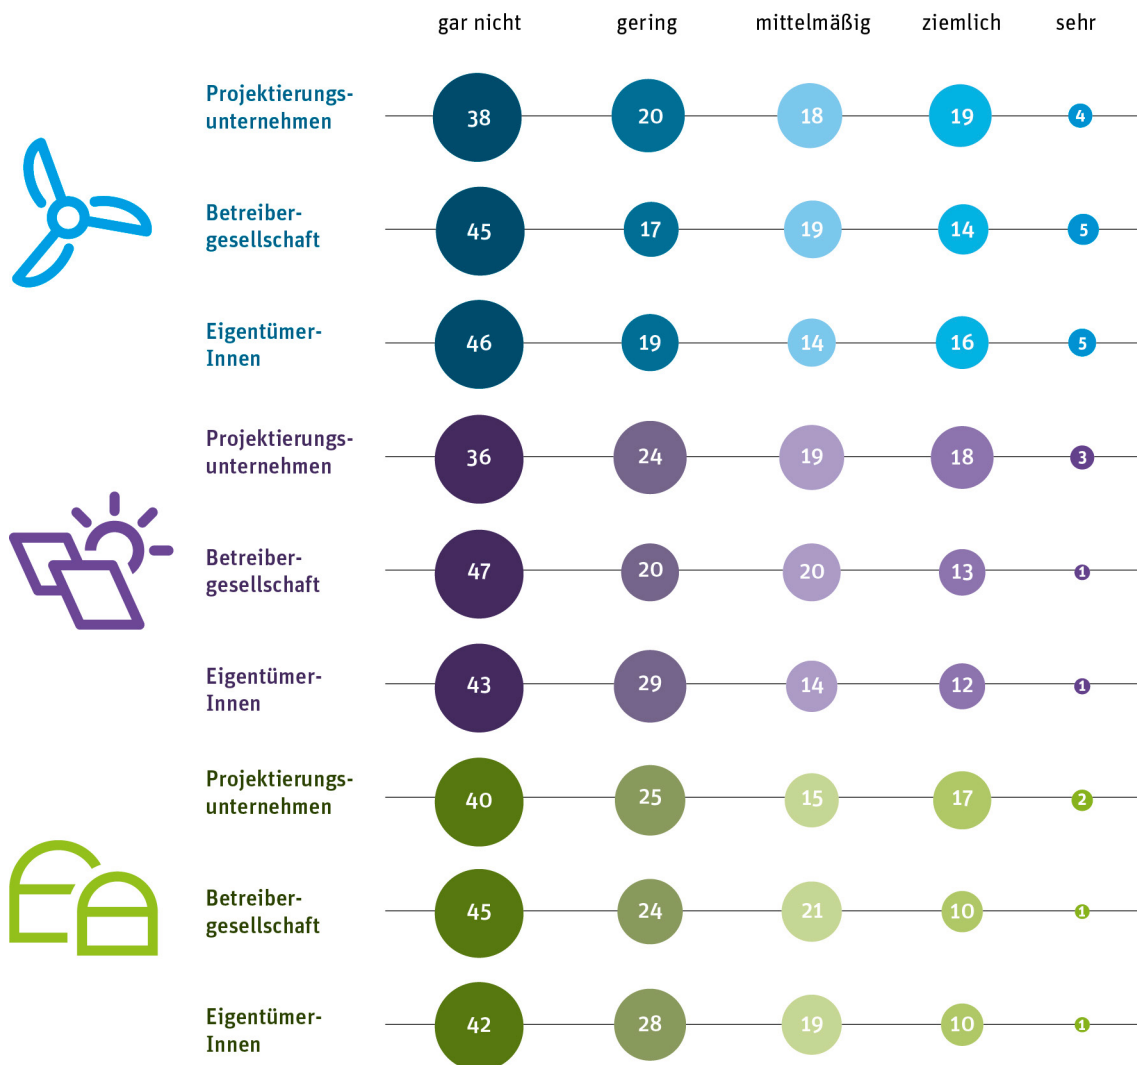 gar nicht gering mittelmäßig ziemlich sehr
Projektierungs-
unternehmen
38 20 18 19 4
Betreiber-
gesellschaft
45 17 19 14 5
Eigentümer-
Innen
46 19 14 16 5
Projektierungs-
unternehmen
36 24 19 18 3
Betreiber-
gesellschaft
47 20 20 13 1
Eigentümer-
Innen
43 29 14 12 1
Projektierungs-
unternehmen
40 25 15 17 2
Betreiber-
gesellschaft
45 24 21 10 1
Eigentümer-
Innen
42 28 19 10 1